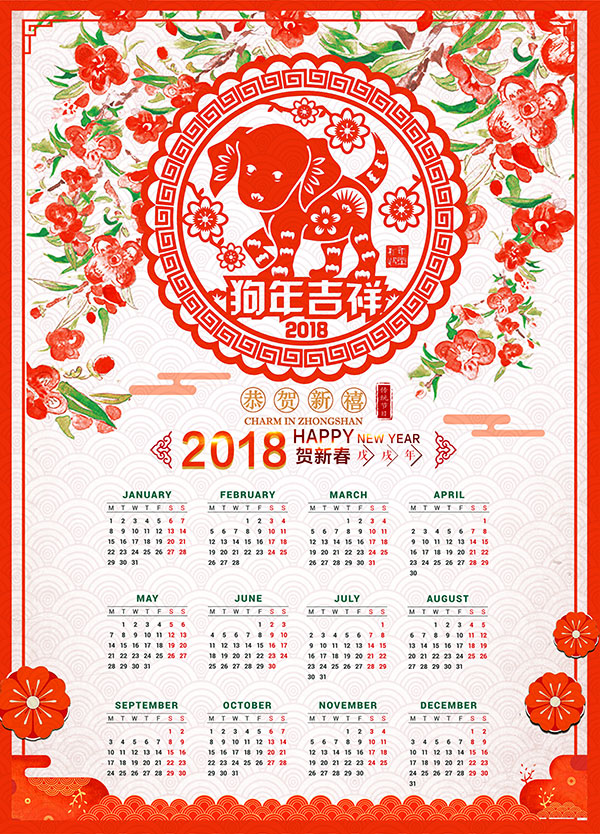 狗年吉祥
2018
恭贺新禧
传统节日
CHARM IN ZHONGSHAN
2018 HAPPY NEW YEAR
贺新春 戊戌年
JANUARY
M T W T F S S
1 2 3 4 5 6 7
8 9 10 11 12 13 14
15 16 17 18 19 20 21
22 23 24 25 26 27 28
29 30 31
FEBRUARY
M T W T F S S
1 2 3 4
5 6 7 8 9 10 11
12 13 14 15 16 17 18
19 20 21 22 23 24 25
26 27 28
MARCH
M T W T F S S
1 2 3 4
5 6 7 8 9 10 11
12 13 14 15 16 17 18
19 20 21 22 23 24 25
26 27 28 29 30 31
APRIL
M T W T F S S
1
2 3 4 5 6 7 8
9 10 11 12 13 14 15
16 17 18 19 20 21 22
23 24 25 26 27 28 29
30
MAY
M T W T F S S
1 2 3 4 5 6
7 8 9 10 11 12 13
14 15 16 17 18 19 20
21 22 23 24 25 26 27
28 29 30 31
JUNE
M T W T F S S
1 2 3
4 5 6 7 8 9 10
11 12 13 14 15 16 17
18 19 20 21 22 23 24
25 26 27 28 29 30
JULY
M T W T F S S
1
2 3 4 5 6 7 8
9 10 11 12 13 14 15
16 17 18 19 20 21 22
23 24 25 26 27 28 29
30 31
AUGUST
M T W T F S S
1 2 3 4 5
6 7 8 9 10 11 12
13 14 15 16 17 18 19
20 21 22 23 24 25 26
27 28 29 30 31
SEPTEMBER
M T W T F S S
1 2
3 4 5 6 7 8 9
10 11 12 13 14 15 16
17 18 19 20 21 22 23
24 25 26 27 28 29 30
OCTOBER
M T W T F S S
1 2 3 4 5 6 7
8 9 10 11 12 13 14
15 16 17 18 19 20 21
22 23 24 25 26 27 28
29 30 31
NOVEMBER
M T W T F S S
1 2 3 4
5 6 7 8 9 10 11
12 13 14 15 16 17 18
19 20 21 22 23 24 25
26 27 28 29 30
DECEMBER
M T W T F S S
1 2
3 4 5 6 7 8 9
10 11 12 13 14 15 16
17 18 19 20 21 22 23
24 25 26 27 28 29 30
31